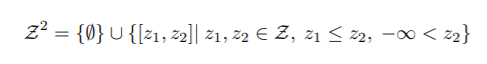 𝒵² = {∅} ∪ {[z₁, z₂]| z₁, z₂ ∈ 𝒵, z₁ ≤ z₂, −∞ < z₂}